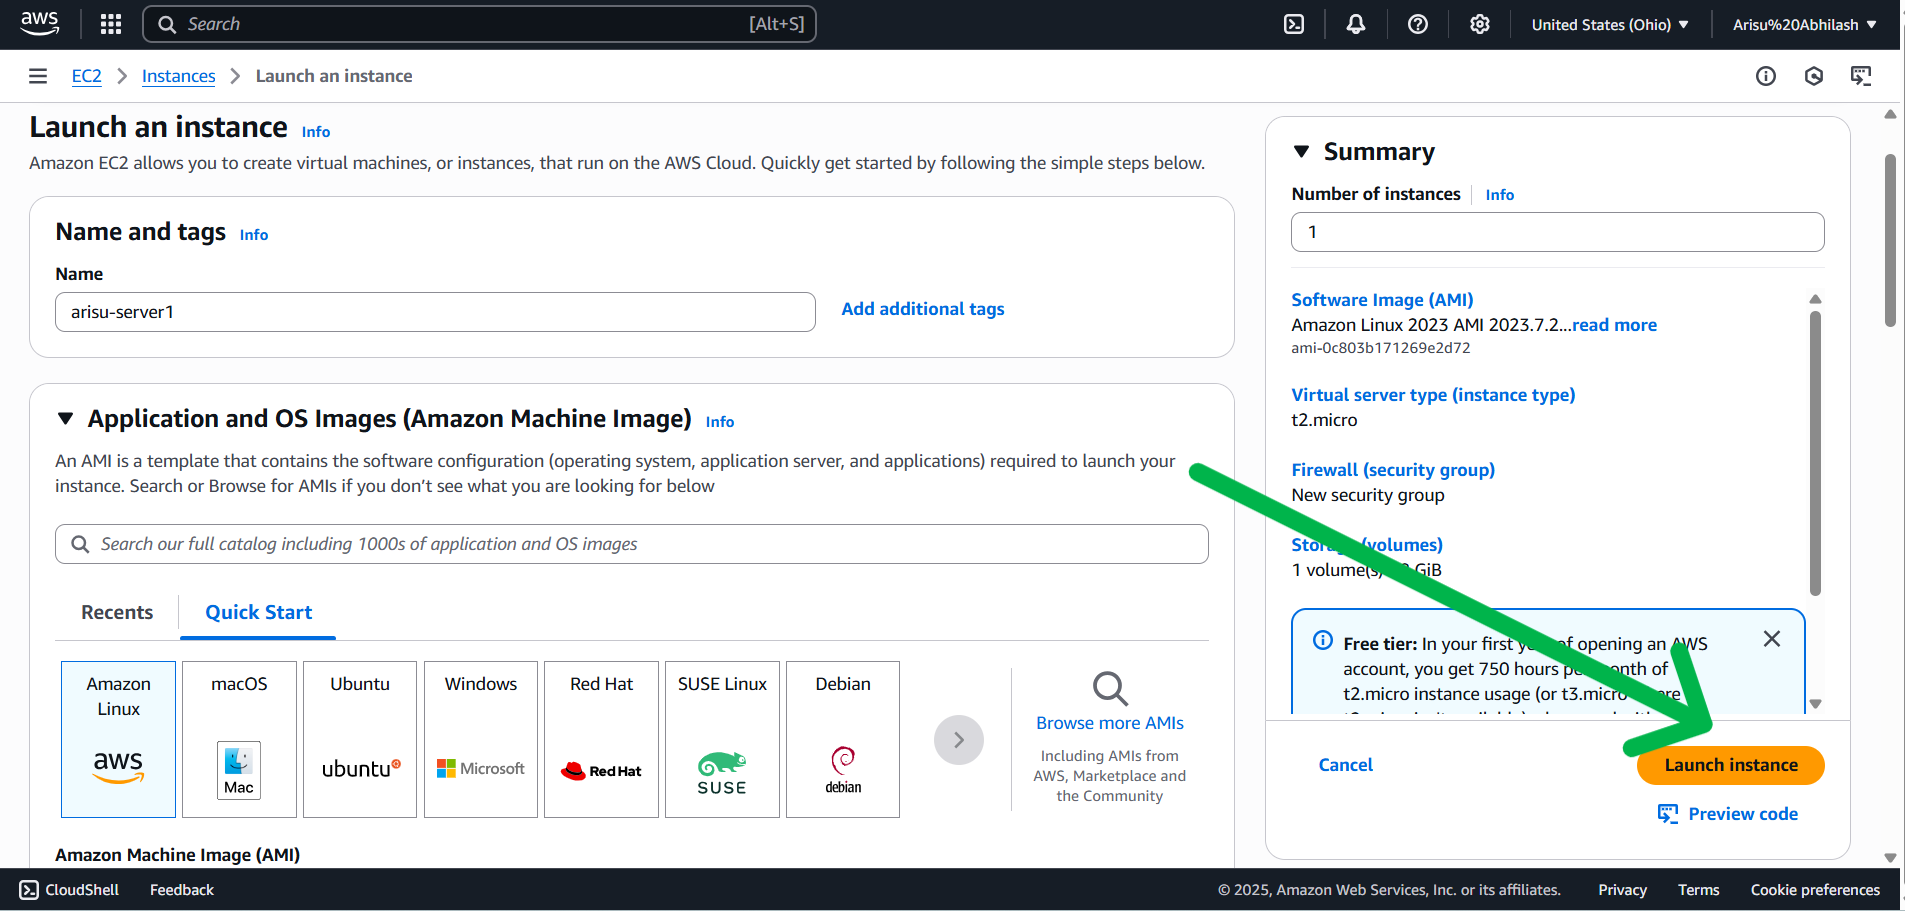 aws
Search
[Alt+S]
United States (Ohio)
Arisu%20Abhilash
EC2
Instances
Launch an instance
Launch an instance Info
Amazon EC2 allows you to create virtual machines, or instances, that run on the AWS Cloud. Quickly get started by following the simple steps below.
Name and tags Info
Name
arisu-server1
Add additional tags
Application and OS Images (Amazon Machine Image) Info
An AMI is a template that contains the software configuration (operating system, application server, and applications) required to launch your
instance. Search or Browse for AMIs if you don't see what you are looking for below
Search our full catalog including 1000s of application and OS images
Recents
Quick Start
Amazon
Linux
aws
macOS
Mac
Ubuntu
ubuntu
Windows
Microsoft
Red Hat
Red Hat
SUSE Linux
SUSE
Debian
debian
Browse more AMIs
Including AMIs from
AWS, Marketplace and
the Community
Amazon Machine Image (AMI)
Summary
Number of instances Info
1
Software Image (AMI)
Amazon Linux 2023 AMI 2023.7.2...read more
ami-0c803b171269e2d72
Virtual server type (instance type)
t2.micro
Firewall (security group)
New security group
(volumes)
1 volume(s) GiB
Free tier: In your first of opening an AWS
account, you get 750 hours of
t2.micro instance usage (or t3.micro
Cancel
Launch instance
Preview code
CloudShell
Feedback
© 2025, Amazon Web Services, Inc. or its affiliates.
Privacy
Terms
Cookie preferences